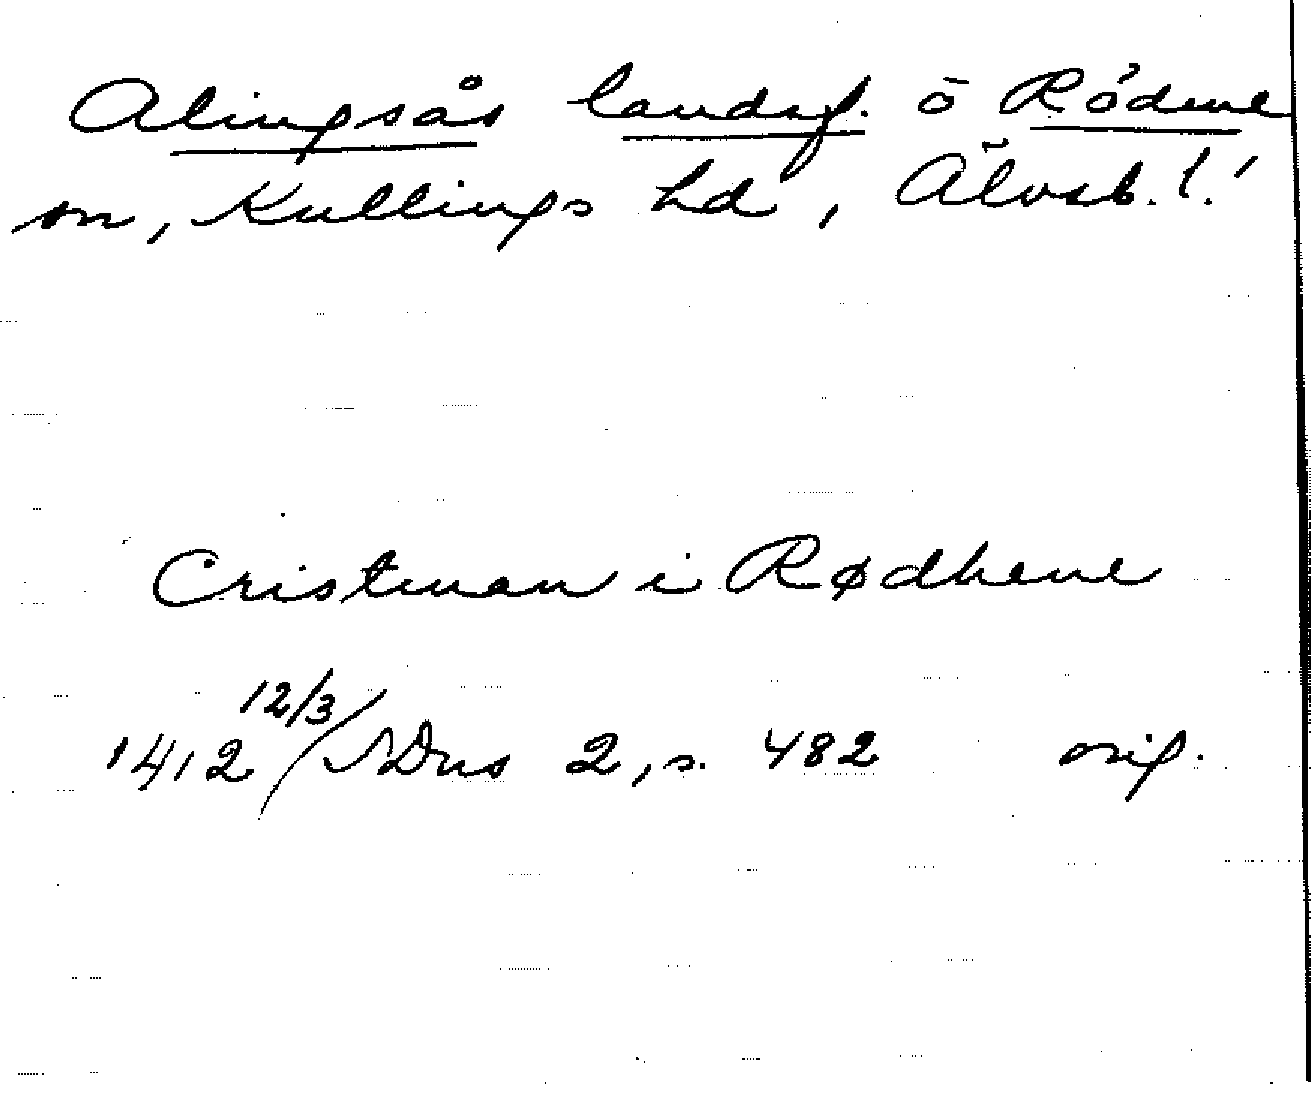 Alingsås landsf. ō Rödene
sn, Kullings hd, Älvsb. l.
Cristman i Rødhene
1412 12/3 SDns 2, s. 482 orig.